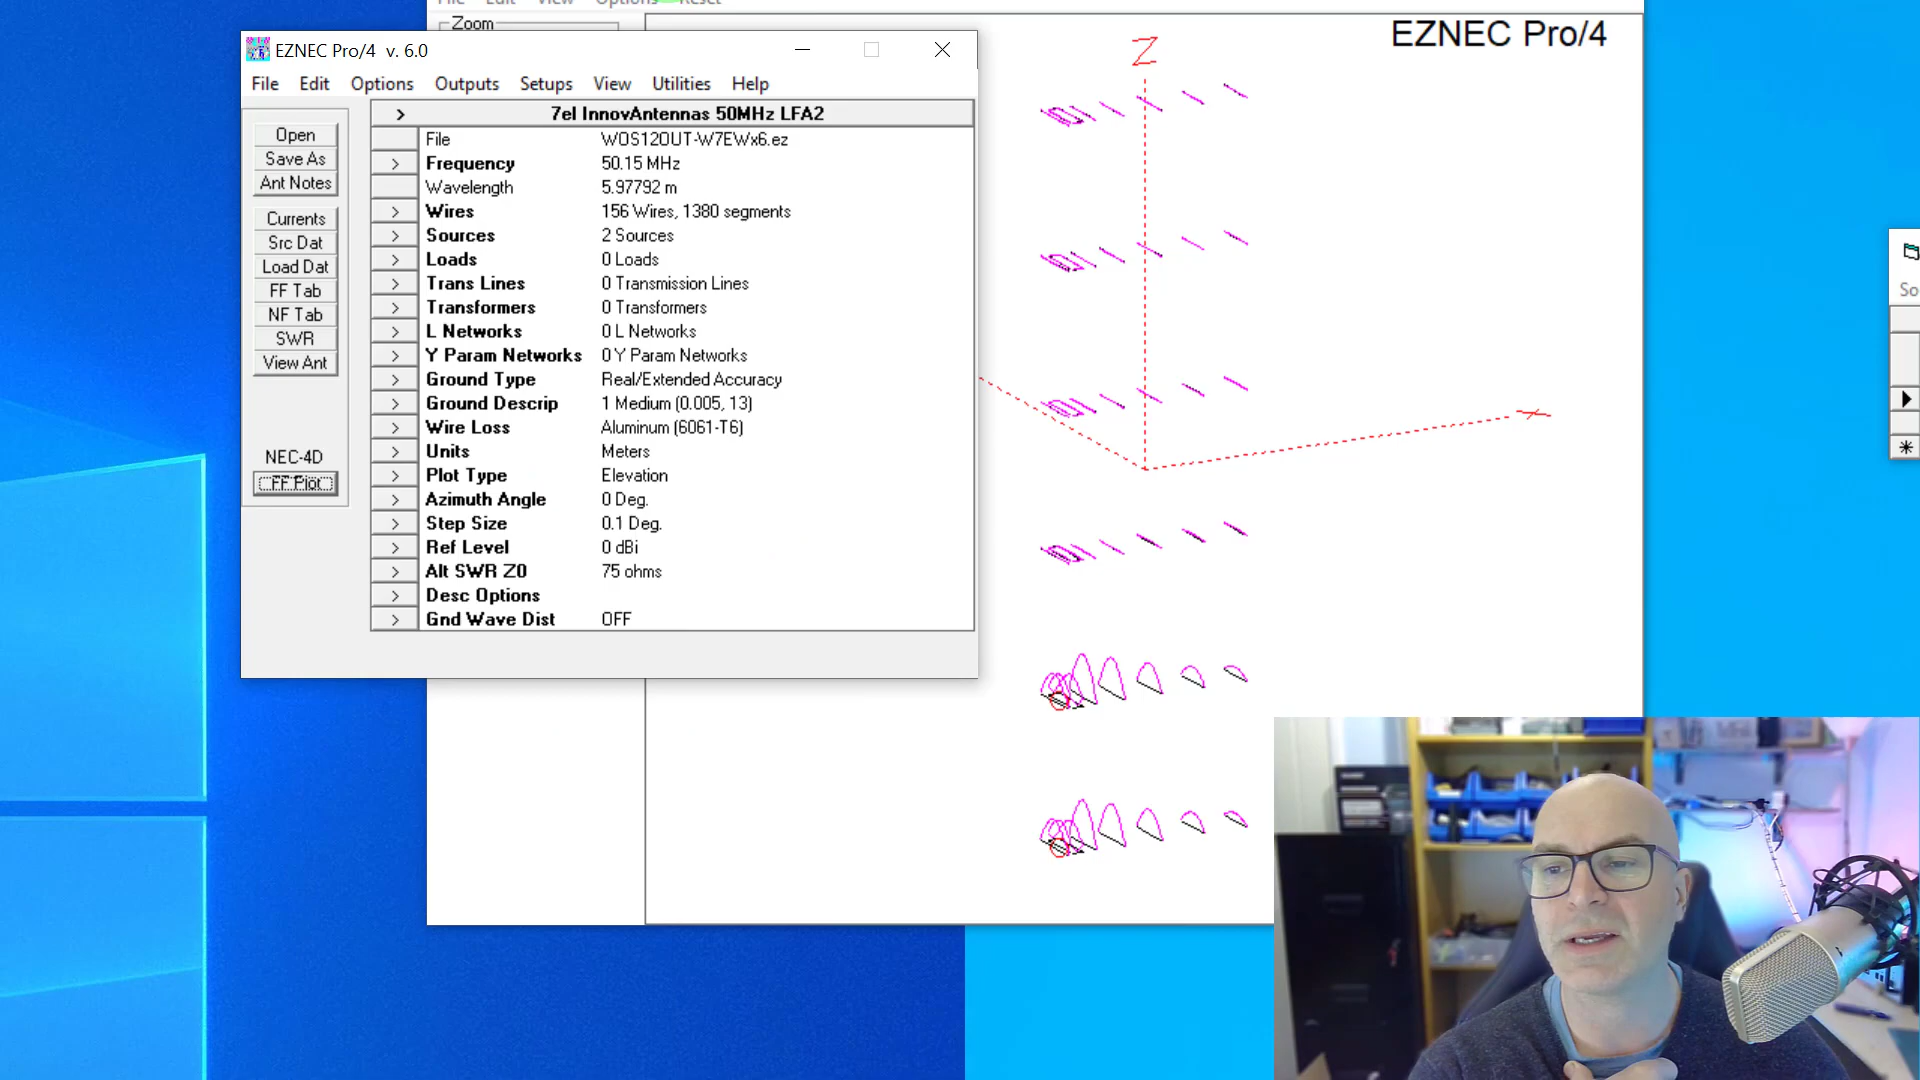 File Edit View Options Reset
Zoom
EZNEC Pro/4
Z
EZNEC Pro/4 v. 6.0
File Edit Options Outputs Setups View Utilities Help
> 7el InnovAntennas 50MHz LFA2
Open
Save As
Ant Notes
Currents
Src Dat
Load Dat
FF Tab
NF Tab
SWR
View Ant
NEC-4D
FF Plot
File WOS12OUT-W7EWx6.ez
> Frequency 50.15 MHz
Wavelength 5.97792 m
> Wires 156 Wires, 1380 segments
> Sources 2 Sources
> Loads 0 Loads
> Trans Lines 0 Transmission Lines
> Transformers 0 Transformers
> L Networks 0 L Networks
> Y Param Networks 0 Y Param Networks
> Ground Type Real/Extended Accuracy
> Ground Descrip 1 Medium (0.005, 13)
> Wire Loss Aluminum (6061-T6)
> Units Meters
> Plot Type Elevation
> Azimuth Angle 0 Deg.
> Step Size 0.1 Deg.
> Ref Level 0 dBi
> Alt SWR Z0 75 ohms
> Desc Options
> Gnd Wave Dist OFF
X
So